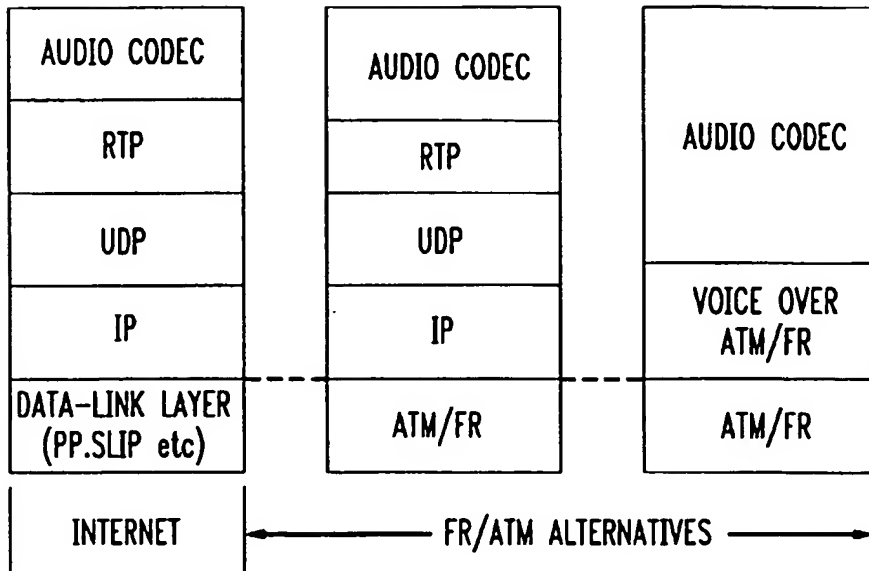 AUDIO CODEC
RTP
UDP
IP
DATA-LINK LAYER
(PP.SLIP etc)
INTERNET
AUDIO CODEC
RTP
UDP
IP
ATM/FR
AUDIO CODEC
VOICE OVER
ATM/FR
ATM/FR
FR/ATM ALTERNATIVES